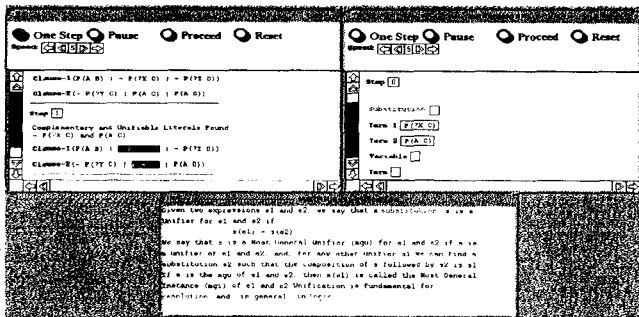 One Step Pause Proceed Reset
Speed: 5
Clause-1(P(A B) | ~ P(?X C) | ~ P(?Z D))
Clause-2(~ P(?Y C) | P(A C) | P(A D))
Step 1
Complementary and Unifiable Literals Found
~ P(?X C) and P(A C)
Clause-1(P(A B) | | ~ P(?Z D))
Clause-2(~ P(?Y C) | | P(A D))
One Step Pause Proceed Reset
Speed: 5
Step 0
Substitution
Term 1 P(?X C)
Term 2 P(A C)
Variable
Term
Given two expressions e1 and e2, we say that a substitution s is a
Unifier for e1 and e2 if
s(e1) = s(e2)
We say that s is a Most General Unifier (mgu) for e1 and e2 if s is
a unifier of e1 and e2, and, for any other unifier s1 we can find a
substitution s2 such that the composition of s followed by s2 is s1
If s is the mgu of e1 and e2, then s(e1) is called the Most General
Instance (mgi) of e1 and e2 Unification is fundamental for
resolution and in general in logic